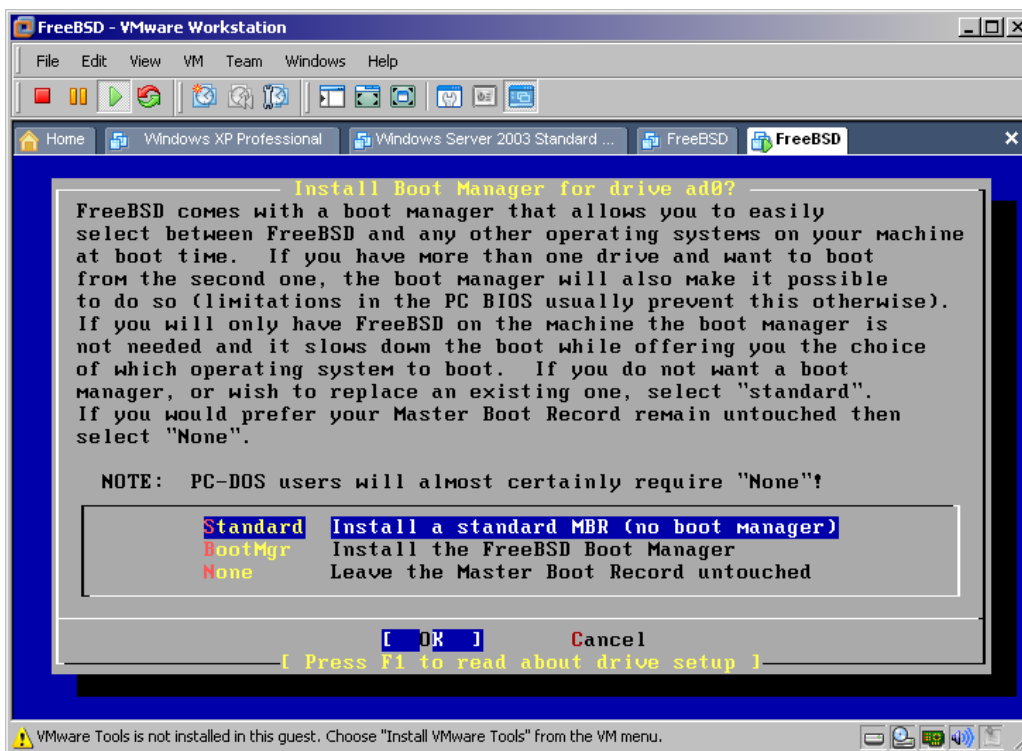 FreeBSD - VMware Workstation
File Edit View VM Team Windows Help
Home Windows XP Professional Windows Server 2003 Standard ... FreeBSD FreeBSD
Install Boot Manager for drive ad0?
FreeBSD comes with a boot manager that allows you to easily
select between FreeBSD and any other operating systems on your machine
at boot time. If you have more than one drive and want to boot
from the second one, the boot manager will also make it possible
to do so (limitations in the PC BIOS usually prevent this otherwise).
If you will only have FreeBSD on the machine the boot manager is
not needed and it slows down the boot while offering you the choice
of which operating system to boot. If you do not want a boot
manager, or wish to replace an existing one, select "standard".
If you would prefer your Master Boot Record remain untouched then
select "None".
NOTE: PC-DOS users will almost certainly require "None"!
Standard Install a standard MBR (no boot manager)
BootMgr Install the FreeBSD Boot Manager
None Leave the Master Boot Record untouched
[ OK ] Cancel
[ Press F1 to read about drive setup ]
VMware Tools is not installed in this guest. Choose "Install VMware Tools" from the VM menu.